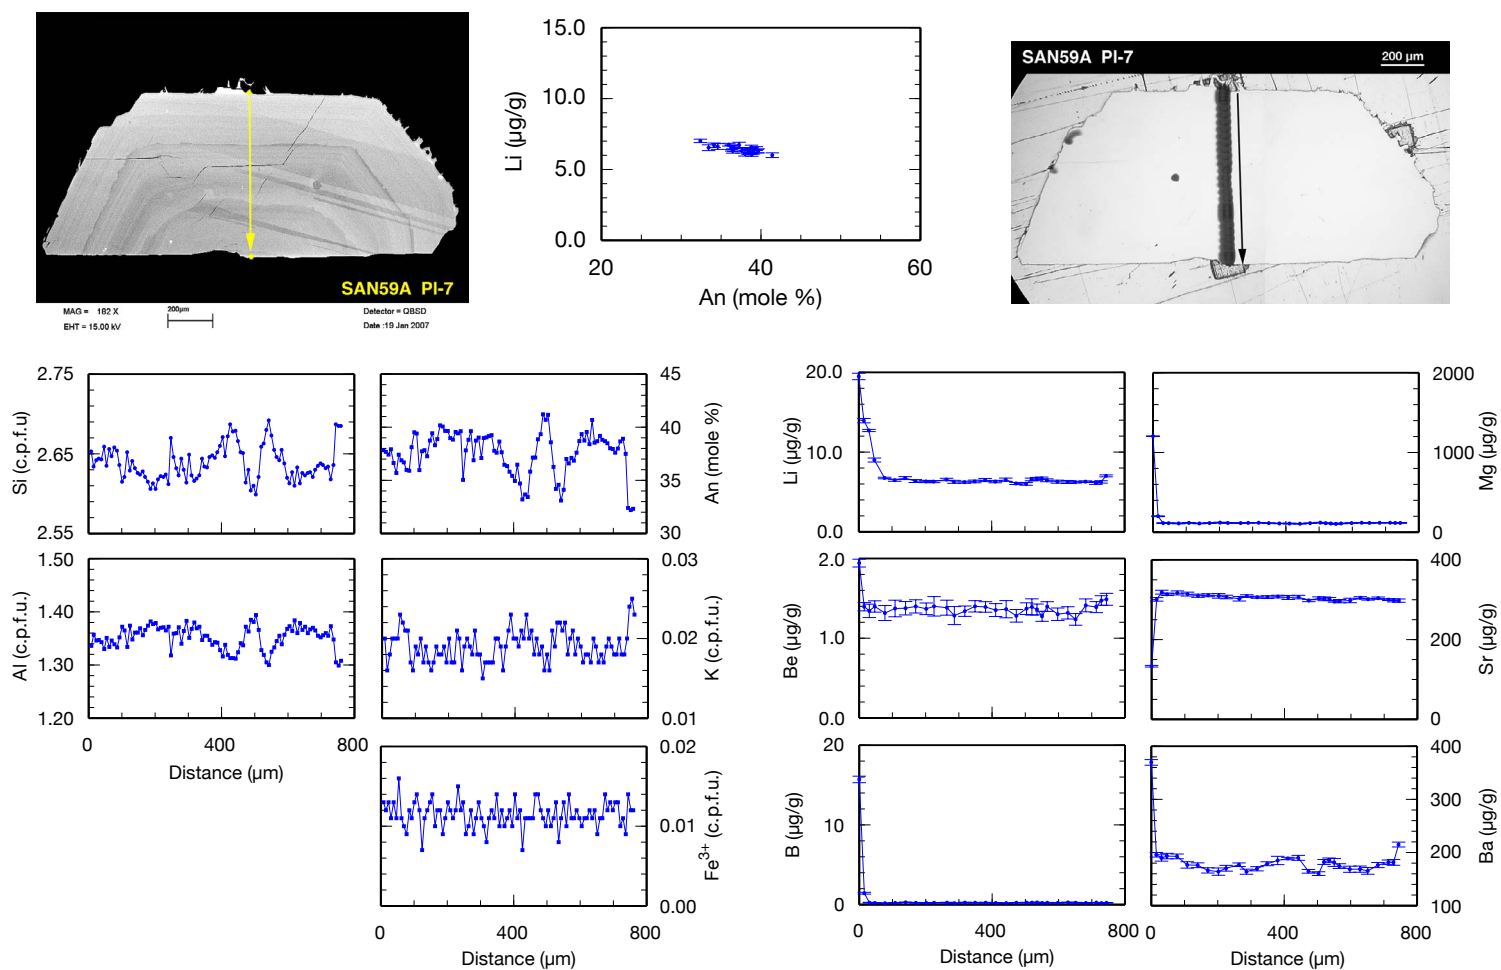 SAN59A Pl-7
MAG = 182 X
EHT = 15.00 kV
200µm
Detector = QBSD
Date :19 Jan 2007
15.0
10.0
5.0
0.0
Li (µg/g)
20
40
60
An (mole %)
SAN59A Pl-7
200 µm
2.75
2.65
2.55
Si (c.p.f.u)
45
40
35
30
An (mole %)
20.0
10.0
0.0
Li (µg/g)
2000
1000
0
Mg (µg/g)
1.50
1.40
1.30
1.20
Al (c.p.f.u.)
0
400
800
Distance (µm)
0.03
0.02
0.01
K (c.p.f.u.)
2.0
1.0
0.0
Be (µg/g)
400
200
0
Sr (µg/g)
0.02
0.01
0.00
Fe3+ (c.p.f.u.)
0
400
800
Distance (µm)
20
10
0
B (µg/g)
0
400
800
Distance (µm)
400
300
200
100
Ba (µg/g)
0
400
800
Distance (µm)